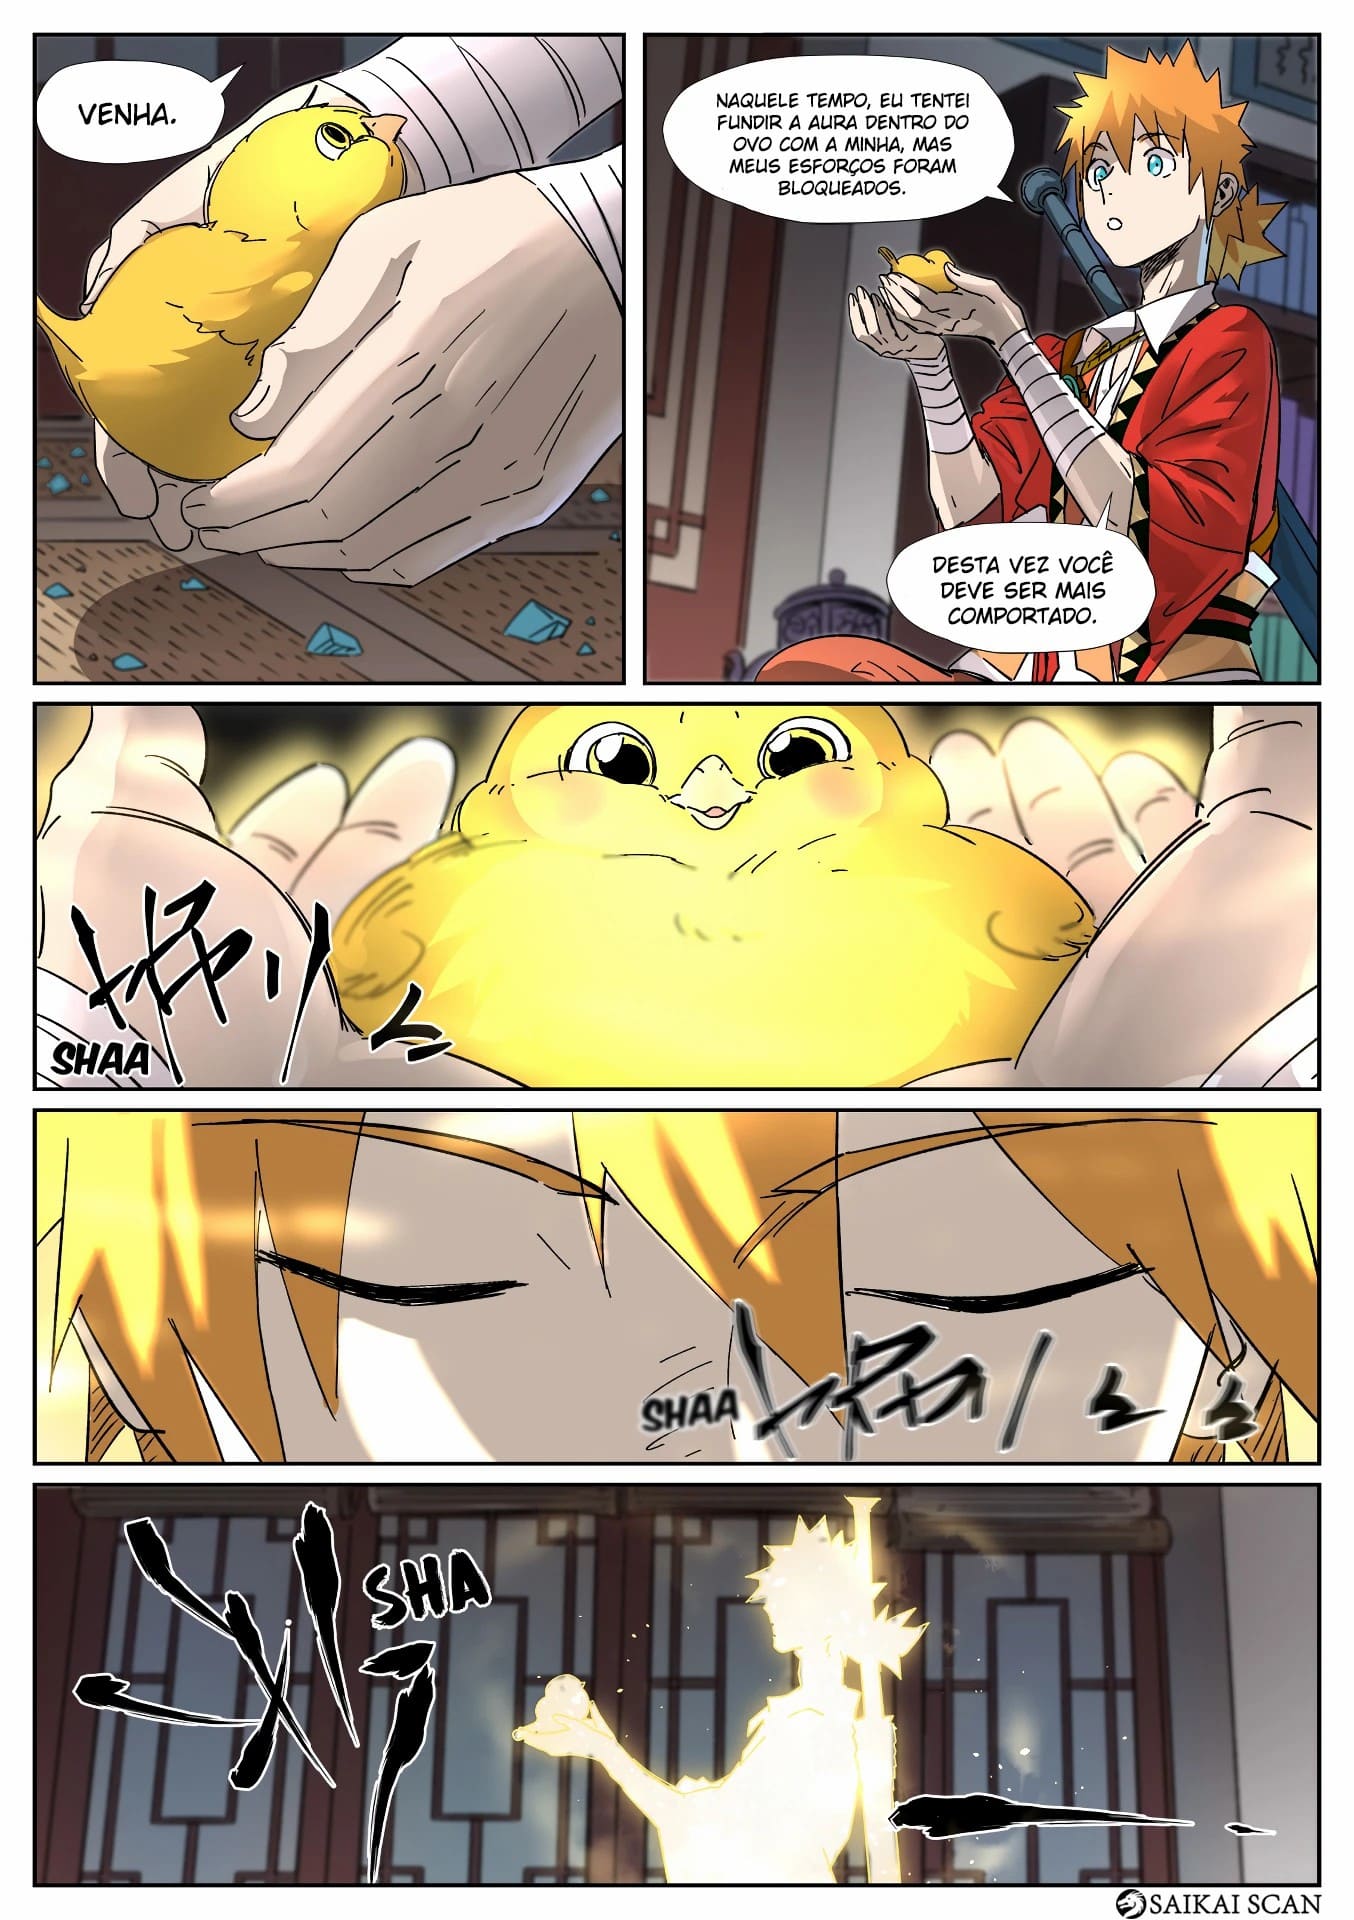 VENHA.
NAQUELE TEMPO, EU TENTEI
FUNDIR A AURA DENTRO DO
OVO COM A MINHA, MAS
MEUS ESFORÇOS FORAM
BLOQUEADOS.
DESTA VEZ VOCÊ
DEVE SER MAIS
COMPORTADO.
SHAA
SHAA
SHA
SAIKAI SCAN